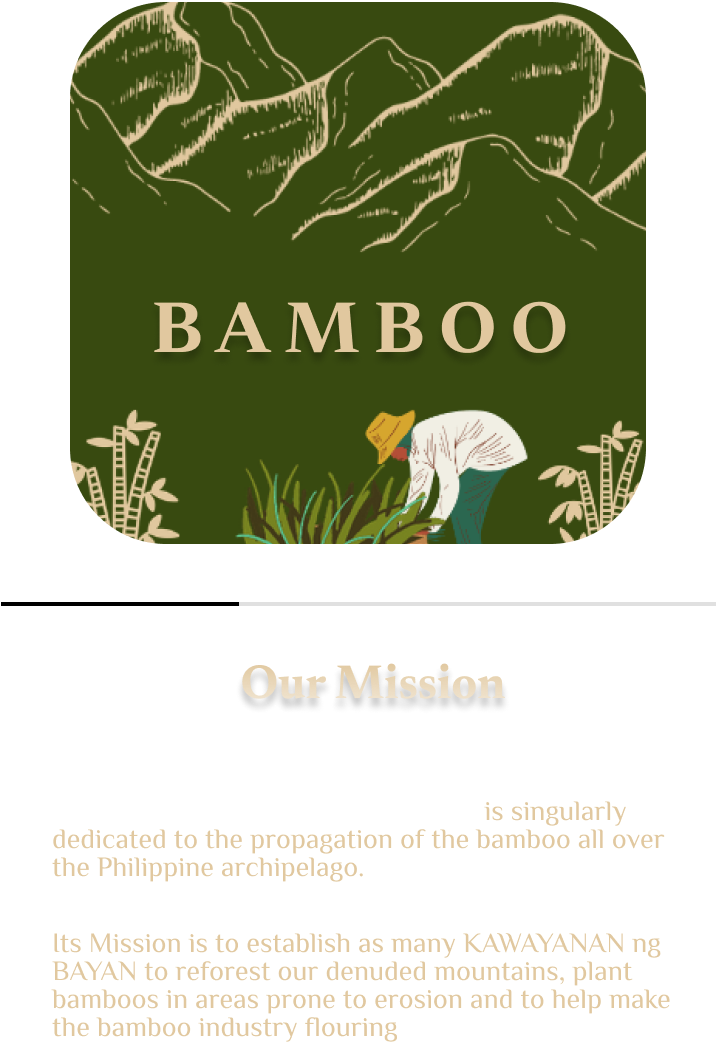 BAMBOO
Our Mission
is singularly
dedicated to the propagation of the bamboo all over
the Philippine archipelago.
Its Mission is to establish as many KAWAYANAN ng
BAYAN to reforest our denuded mountains, plant
bamboos in areas prone to erosion and to help make
the bamboo industry flouring